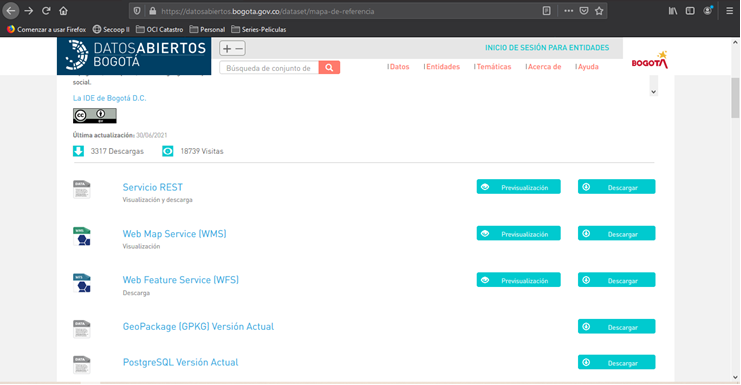 https://datosabiertos.bogota.gov.co/dataset/mapa-de-referencia
Comenzar a usar Firefox Secoop II OCI Catastro Personal Series-Peliculas
DATOSABIERTOS
BOGOTÁ
+ −
INICIO DE SESIÓN PARA ENTIDADES
Búsqueda de conjunto de
Datos Entidades Temáticas Acerca de Ayuda
BOGOTÁ
social.
La IDE de Bogotá D.C.
cc BY
Última actualización: 30/06/2021
3317 Descargas 18739 Visitas
DATA
Servicio REST
Visualización y descarga
Previsualización Descargar
WMS
Web Map Service (WMS)
Visualización
Previsualización Descargar
WFS
Web Feature Service (WFS)
Descarga
Previsualización Descargar
DATA
GeoPackage (GPKG) Versión Actual
Descargar
DATA
PostgreSQL Versión Actual
Descargar